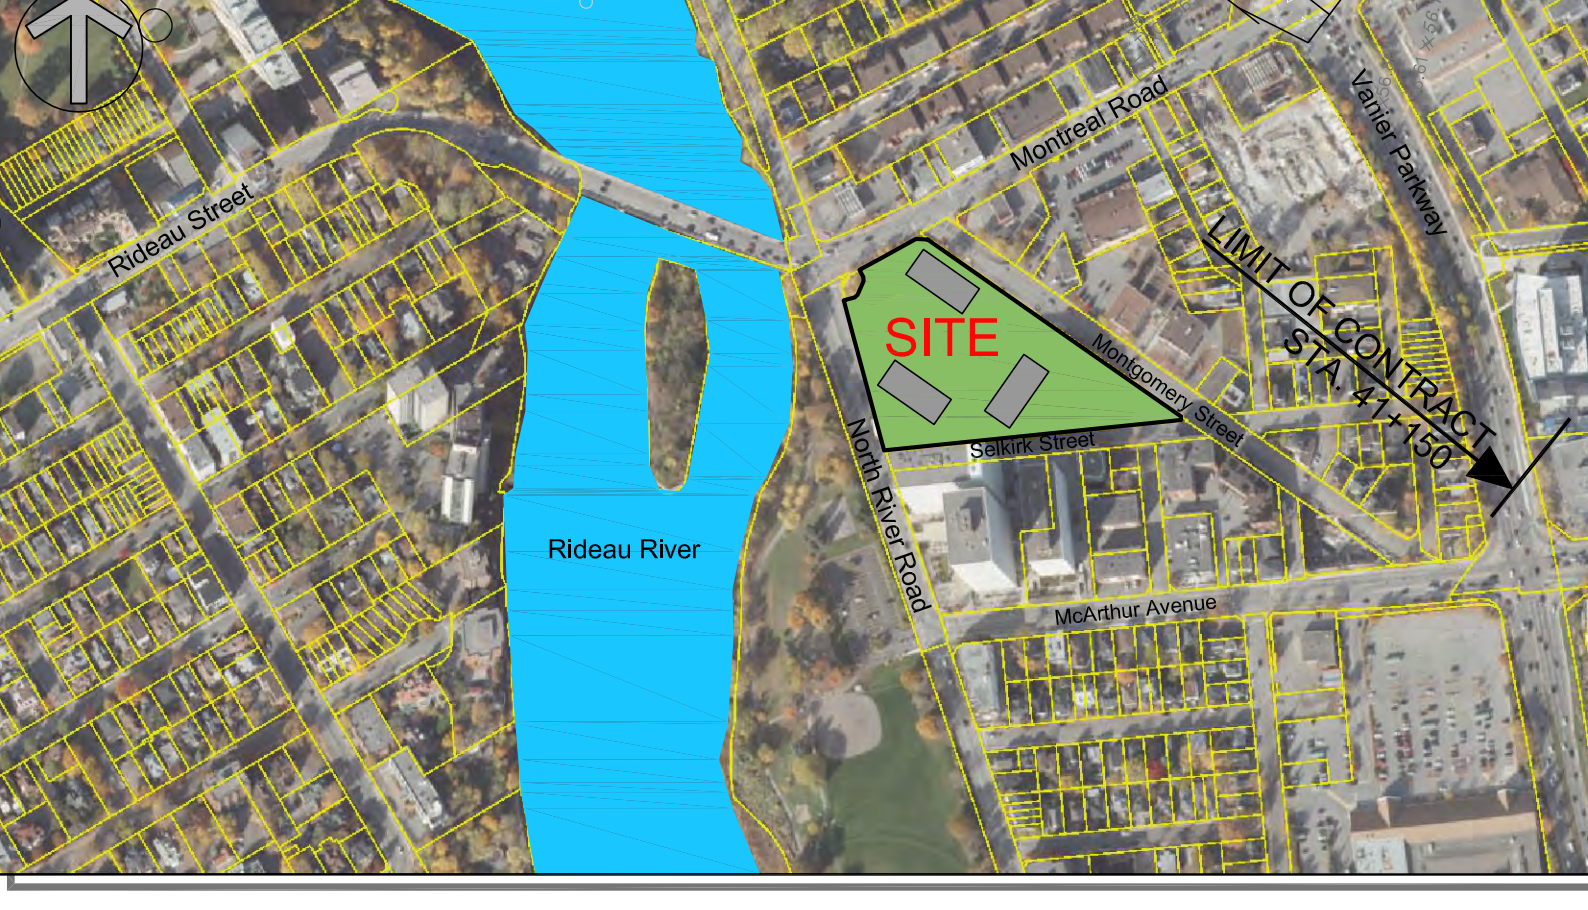 Vanier Parkway
Montreal Road
Rideau Street
LIMIT OF CONTRACT
STA. 41+150
SITE
Montgomery Street
Selkirk Street
North River Road
Rideau River
McArthur Avenue